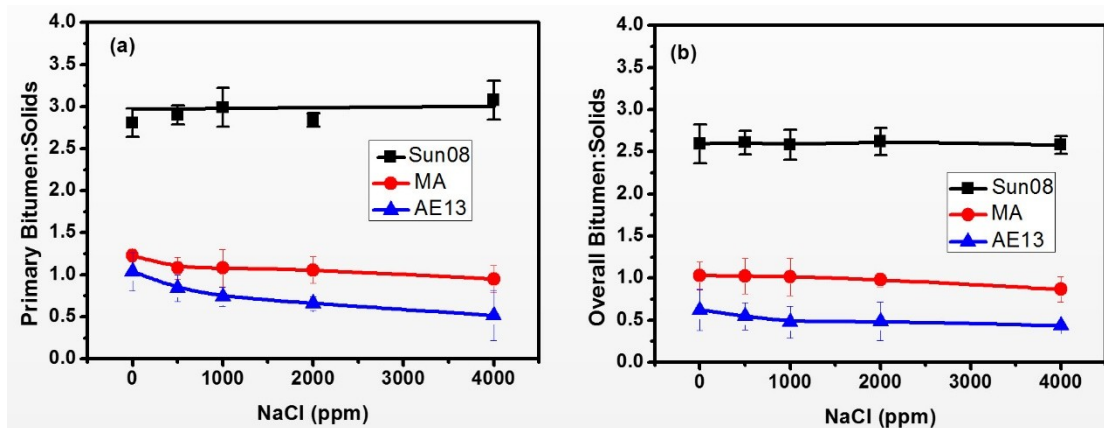 (a)
Primary Bitumen:Solids
4.0
3.5
3.0
2.5
2.0
1.5
1.0
0.5
0.0
Sun08
MA
AE13
0
1000
2000
3000
4000
NaCl (ppm)
(b)
Overall Bitumen:Solids
4.0
3.5
3.0
2.5
2.0
1.5
1.0
0.5
0.0
Sun08
MA
AE13
0
1000
2000
3000
4000
NaCl (ppm)